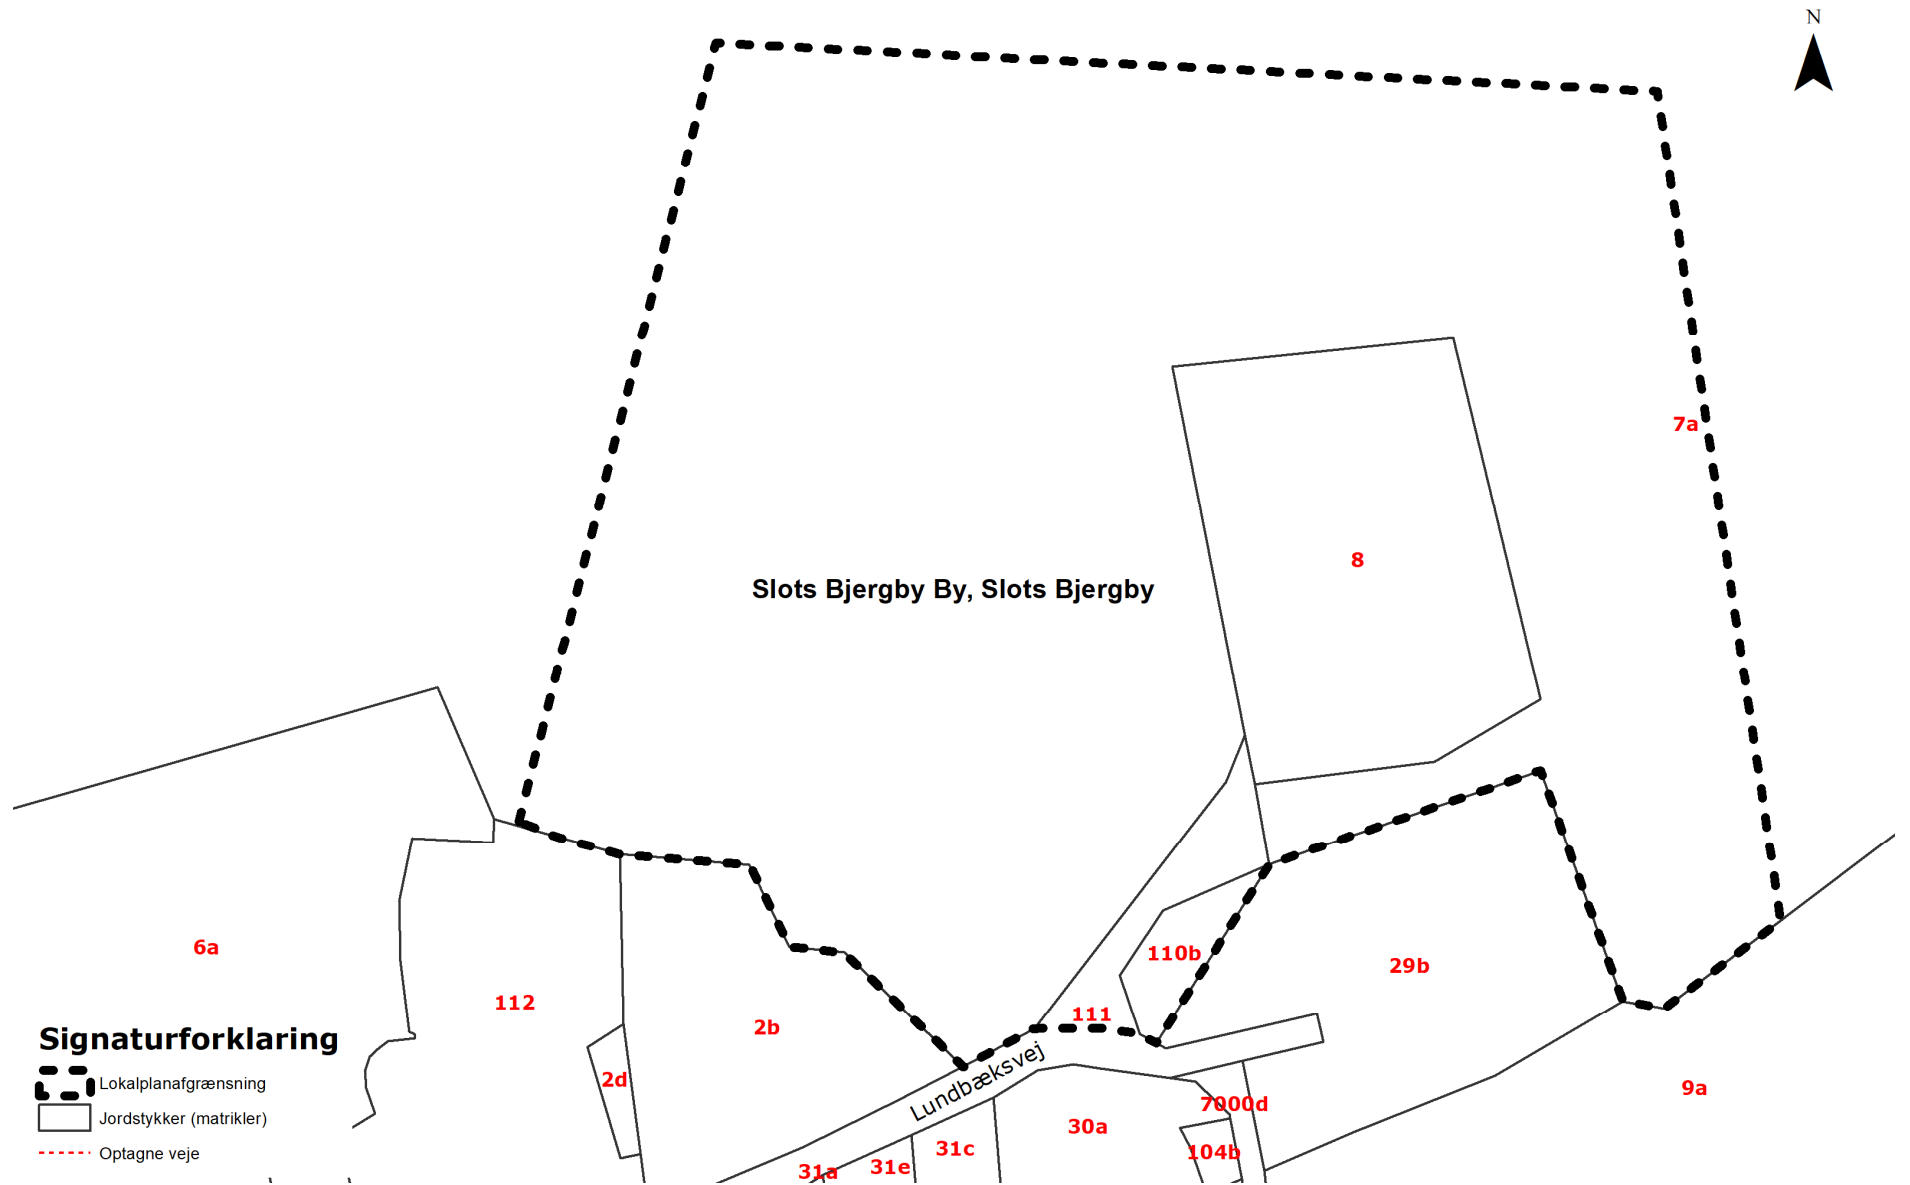 N
7a
8
Slots Bjergby By, Slots Bjergby
6a
110b
29b
112
111
2b
Signaturforklaring
Lokalplanafgrænsning
Jordstykker (matrikler)
Optagne veje
2d
Lundbæksvej
9a
7000d
30a
104b
31c
31e
31a